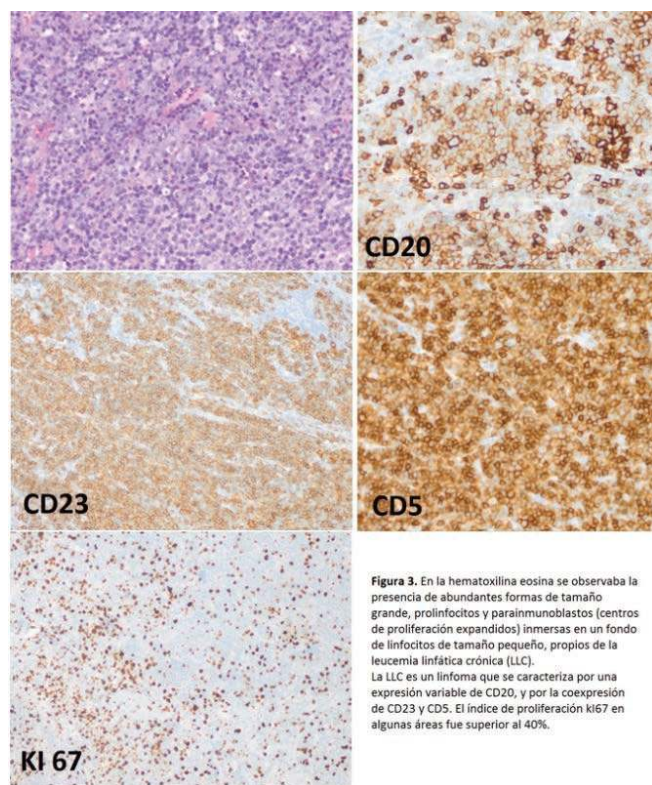 CD20
CD23
CD5
KI 67
Figura 3. En la hematoxilina eosina se observaba la
presencia de abundantes formas de tamaño
grande, prolinfocitos y parainmunoblastos (centros
de proliferación expandidos) inmersas en un fondo
de linfocitos de tamaño pequeño, propios de la
leucemia linfática crónica (LLC).
La LLC es un linfoma que se caracteriza por una
expresión variable de CD20, y por la coexpresión
de CD23 y CD5. El índice de proliferación ki67 en
algunas áreas fue superior al 40%.